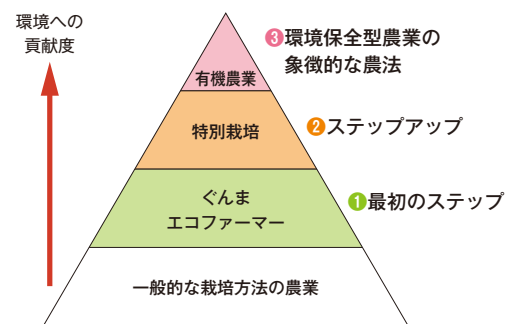 環境への
貢献度
❸環境保全型農業の
象徴的な農法
有機農業
❷ステップアップ
特別栽培
❶最初のステップ
ぐんま
エコファーマー
一般的な栽培方法の農業